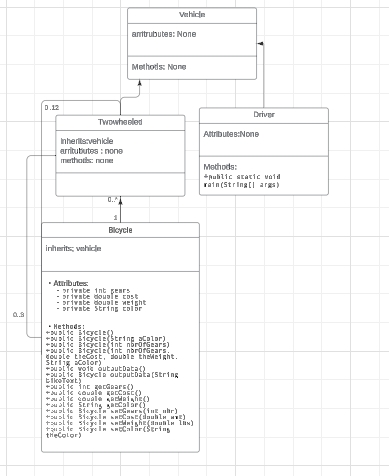 Vehicle
arritrubutes: None
Methods: None
0.12
Twowheeled
inherits:vehicle
arritubutes : none
methods: none
Driver
Attributes:None
Methods:
+public static void
main(String[] args)
0.*
1
Bicycle
inherits; vehicle
• Attributes:
- private int gears
- private double cost
- private double weight
- private String color
0..3
• Methods:
+public Bicycle()
+public Bicycle(String aColor)
+public Bicycle(int nbrOfGears)
+public Bicycle(int nbrOfGears,
double theCost, double theWeight,
String aColor)
+public void outputData()
+public Bicycle outputData(String
bikeText)
+public int getGears()
+public double getCost()
+public double getWeight()
+public String getColor()
+public Bicycle setGears(int nbr)
+public Bicycle setCost(double amt)
+public Bicycle setWeight(double lbs)
+public Bicycle setColor(String
theColor)